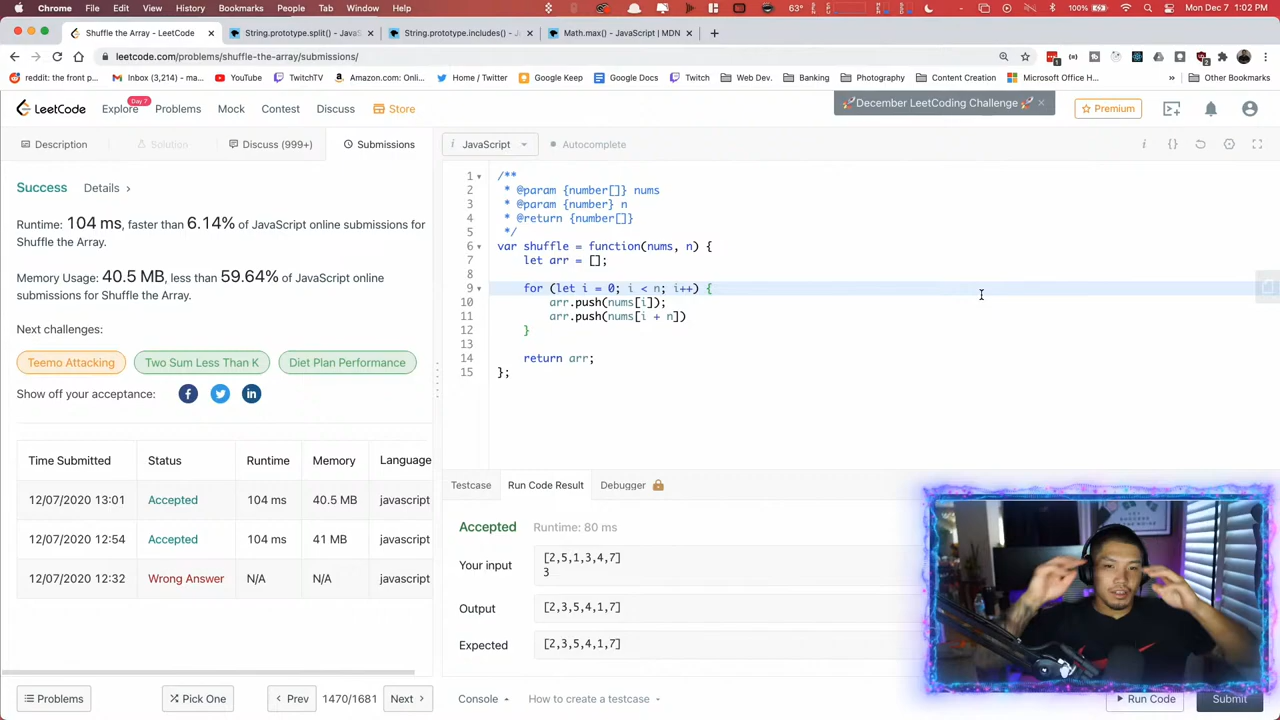 Chrome File Edit View History Bookmarks People Tab Window Help 63° 100% Mon Dec 7 1:02 PM
Shuffle the Array - LeetCode × String.prototype.split() - JavaS × String.prototype.includes() - J × Math.max() - JavaScript | MDN × +
leetcode.com/problems/shuffle-the-array/submissions/
reddit: the front p... Inbox (3,214) - ma... YouTube TwitchTV Amazon.com: Onli... Home / Twitter Google Keep Google Docs Twitch Web Dev. Banking Photography Content Creation Microsoft Office H... » Other Bookmarks
LeetCode Explore Day 7 Problems Mock Contest Discuss Store 🚀December LeetCoding Challenge🚀 × Premium
Description Solution Discuss (999+) Submissions
i JavaScript Autocomplete
Success Details ›
Runtime: 104 ms, faster than 6.14% of JavaScript online submissions for
Shuffle the Array.
Memory Usage: 40.5 MB, less than 59.64% of JavaScript online
submissions for Shuffle the Array.
Next challenges:
Teemo Attacking Two Sum Less Than K Diet Plan Performance
Show off your acceptance:
Time Submitted Status Runtime Memory Language
12/07/2020 13:01 Accepted 104 ms 40.5 MB javascript
12/07/2020 12:54 Accepted 104 ms 41 MB javascript
12/07/2020 12:32 Wrong Answer N/A N/A javascript
1 /**
2 * @param {number[]} nums
3 * @param {number} n
4 * @return {number[]}
5 */
6 var shuffle = function(nums, n) {
7 let arr = [];
8
9 for (let i = 0; i < n; i++) {
10 arr.push(nums[i]);
11 arr.push(nums[i + n])
12 }
13
14 return arr;
15 };
Testcase Run Code Result Debugger
Accepted Runtime: 80 ms
Your input
[2,5,1,3,4,7]
3
Output [2,3,5,4,1,7]
Expected [2,3,5,4,1,7]
Problems Pick One ‹ Prev 1470/1681 Next ›
Console How to create a testcase Run Code Submit